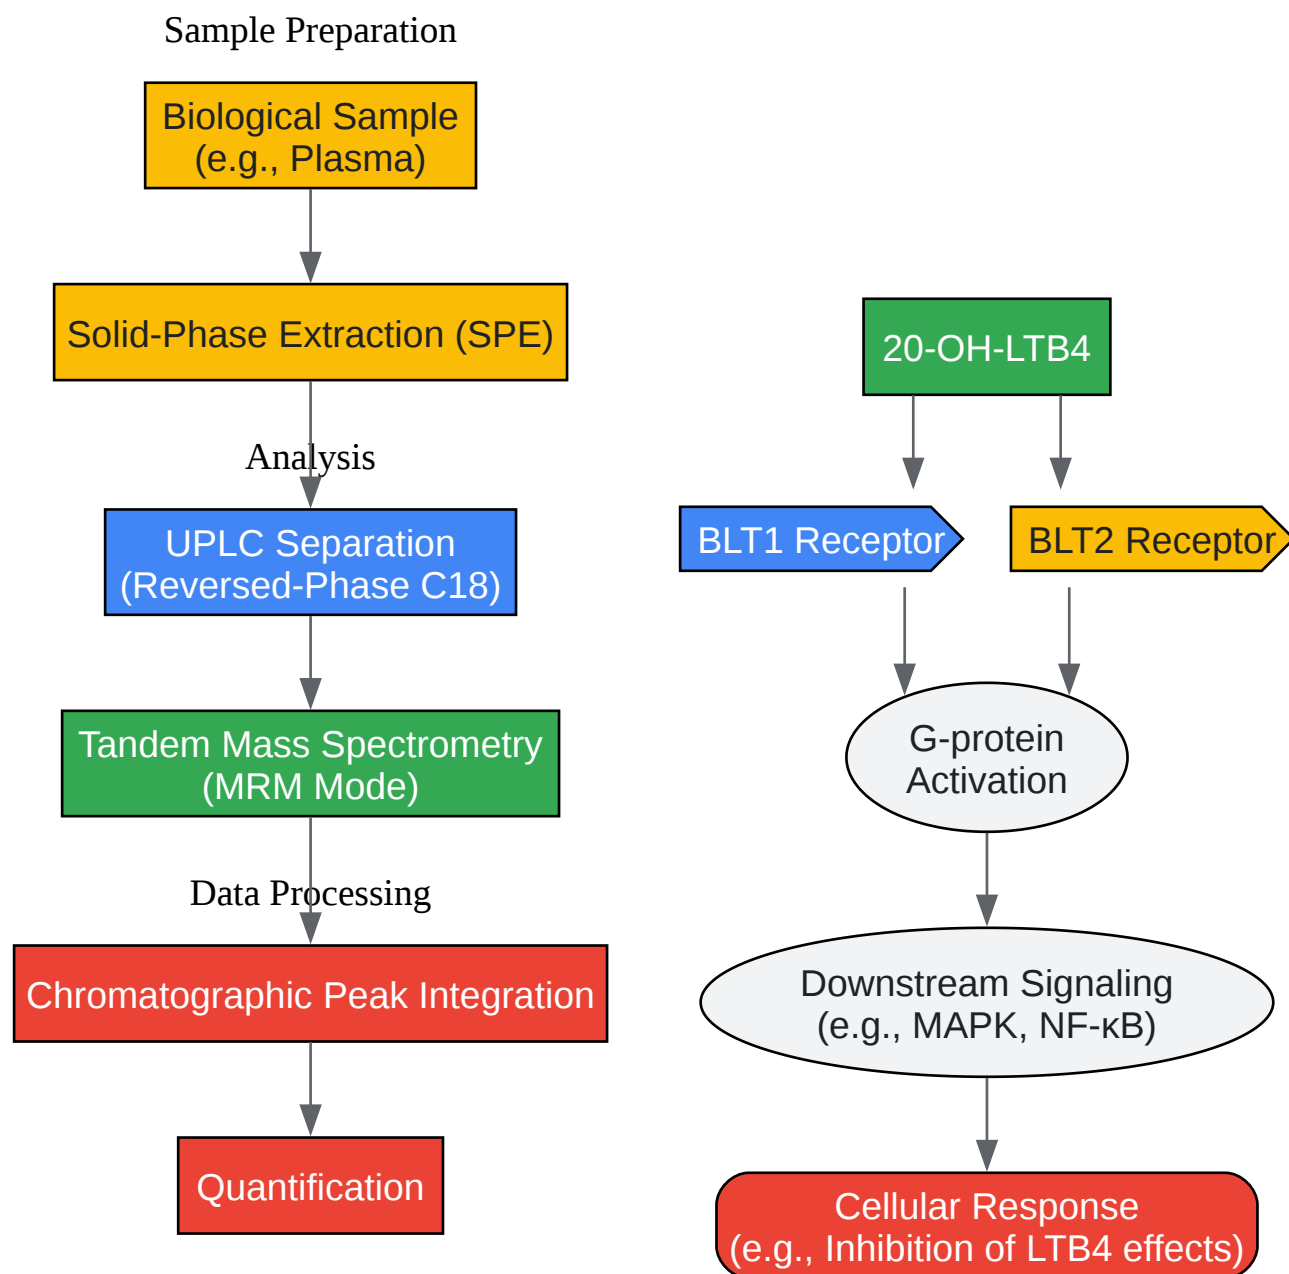 Sample Preparation
Biological Sample
(e.g., Plasma)
Solid-Phase Extraction (SPE)
Analysis
UPLC Separation
(Reversed-Phase C18)
Tandem Mass Spectrometry
(MRM Mode)
Data Processing
Chromatographic Peak Integration
Quantification
20-OH-LTB4
BLT1 Receptor
BLT2 Receptor
G-protein
Activation
Downstream Signaling
(e.g., MAPK, NF-κB)
Cellular Response
(e.g., Inhibition of LTB4 effects)